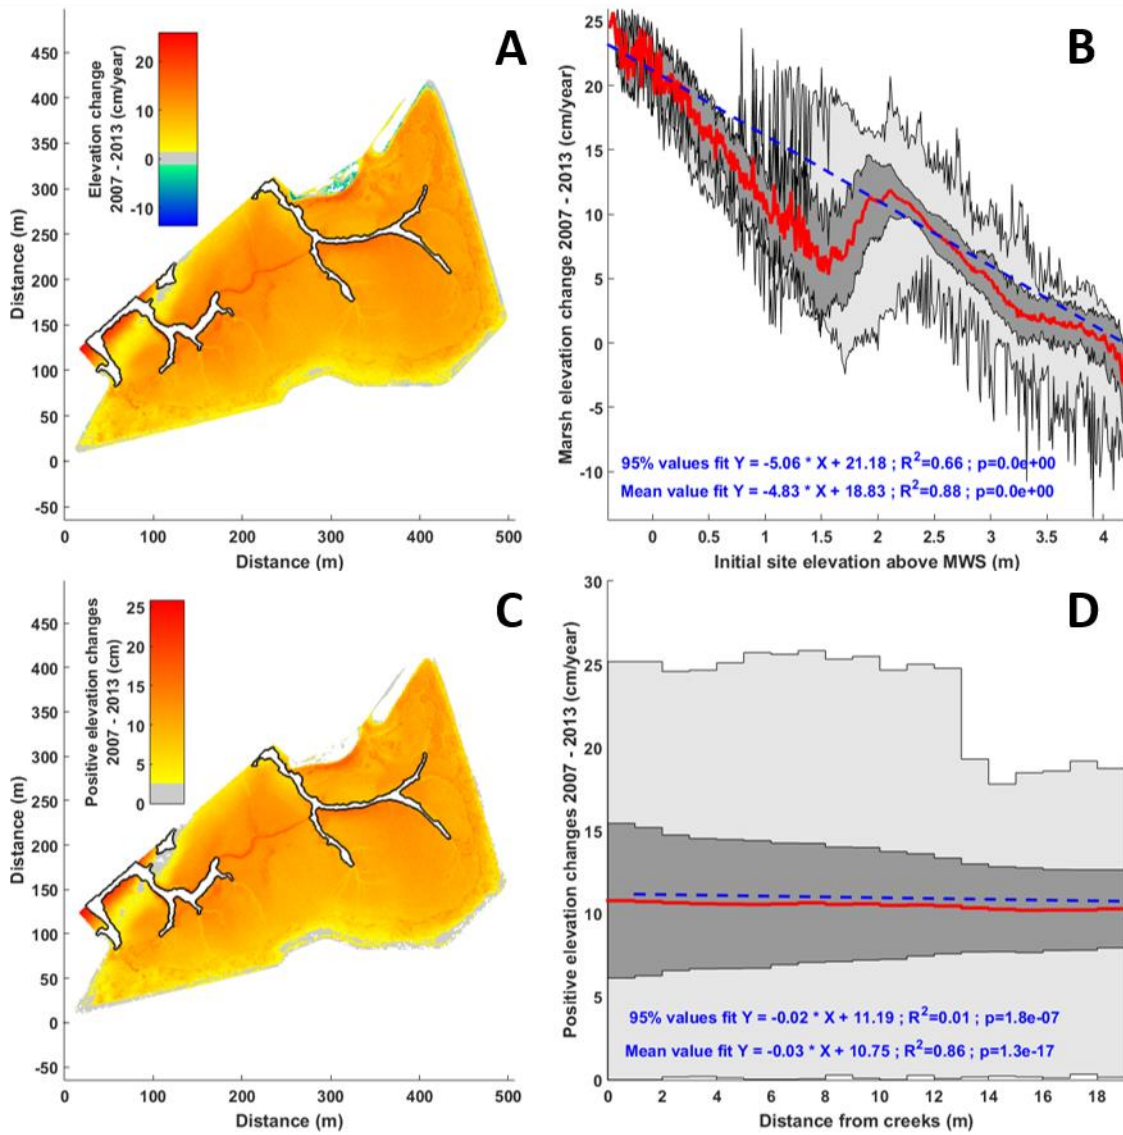 A
Elevation change
2007 - 2013 (cm/year)
20
10
0
-10
Distance (m)
450
400
350
300
250
200
150
100
50
0
-50
0 100 200 300 400 500
Distance (m)
B
Marsh elevation change 2007 - 2013 (cm/year)
25
20
15
10
5
0
-5
-10
95% values fit Y = -5.06 * X + 21.18 ; R²=0.66 ; p=0.0e+00
Mean value fit Y = -4.83 * X + 18.83 ; R²=0.88 ; p=0.0e+00
0 0.5 1 1.5 2 2.5 3 3.5 4
Initial site elevation above MWS (m)
C
Positive elevation changes
2007 - 2013 (cm)
25
20
15
10
5
0
Distance (m)
450
400
350
300
250
200
150
100
50
0
-50
0 100 200 300 400 500
Distance (m)
D
Positive elevation changes 2007 - 2013 (cm/year)
30
25
20
15
10
5
0
95% values fit Y = -0.02 * X + 11.19 ; R²=0.01 ; p=1.8e-07
Mean value fit Y = -0.03 * X + 10.75 ; R²=0.86 ; p=1.3e-17
0 2 4 6 8 10 12 14 16 18
Distance from creeks (m)